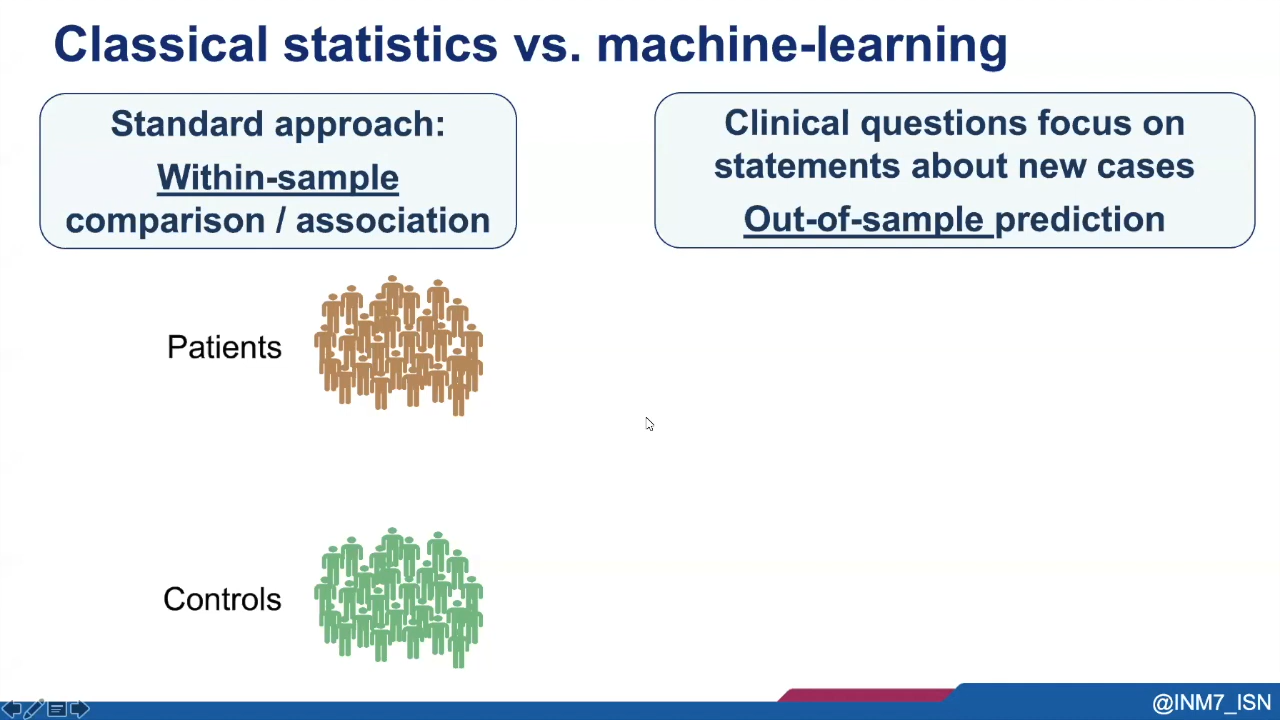 Classical statistics vs. machine-learning
Standard approach:
Within-sample
comparison / association
Clinical questions focus on
statements about new cases
Out-of-sample prediction
Patients
Controls
@INM7_ISN